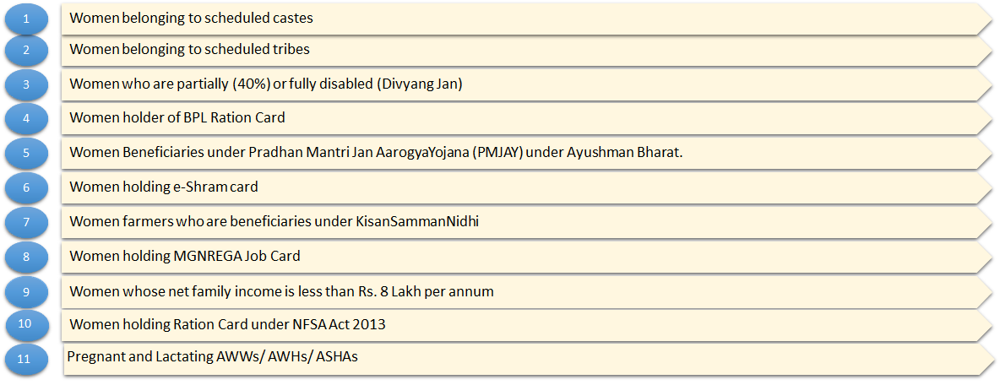 1 Women belonging to scheduled castes
2 Women belonging to scheduled tribes
3 Women who are partially (40%) or fully disabled (Divyang Jan)
4 Women holder of BPL Ration Card
5 Women Beneficiaries under Pradhan Mantri Jan AarogyaYojana (PMJAY) under Ayushman Bharat.
6 Women holding e-Shram card
7 Women farmers who are beneficiaries under KisanSammanNidhi
8 Women holding MGNREGA Job Card
9 Women whose net family income is less than Rs. 8 Lakh per annum
10 Women holding Ration Card under NFSA Act 2013
11 Pregnant and Lactating AWWs/ AWHs/ ASHAs